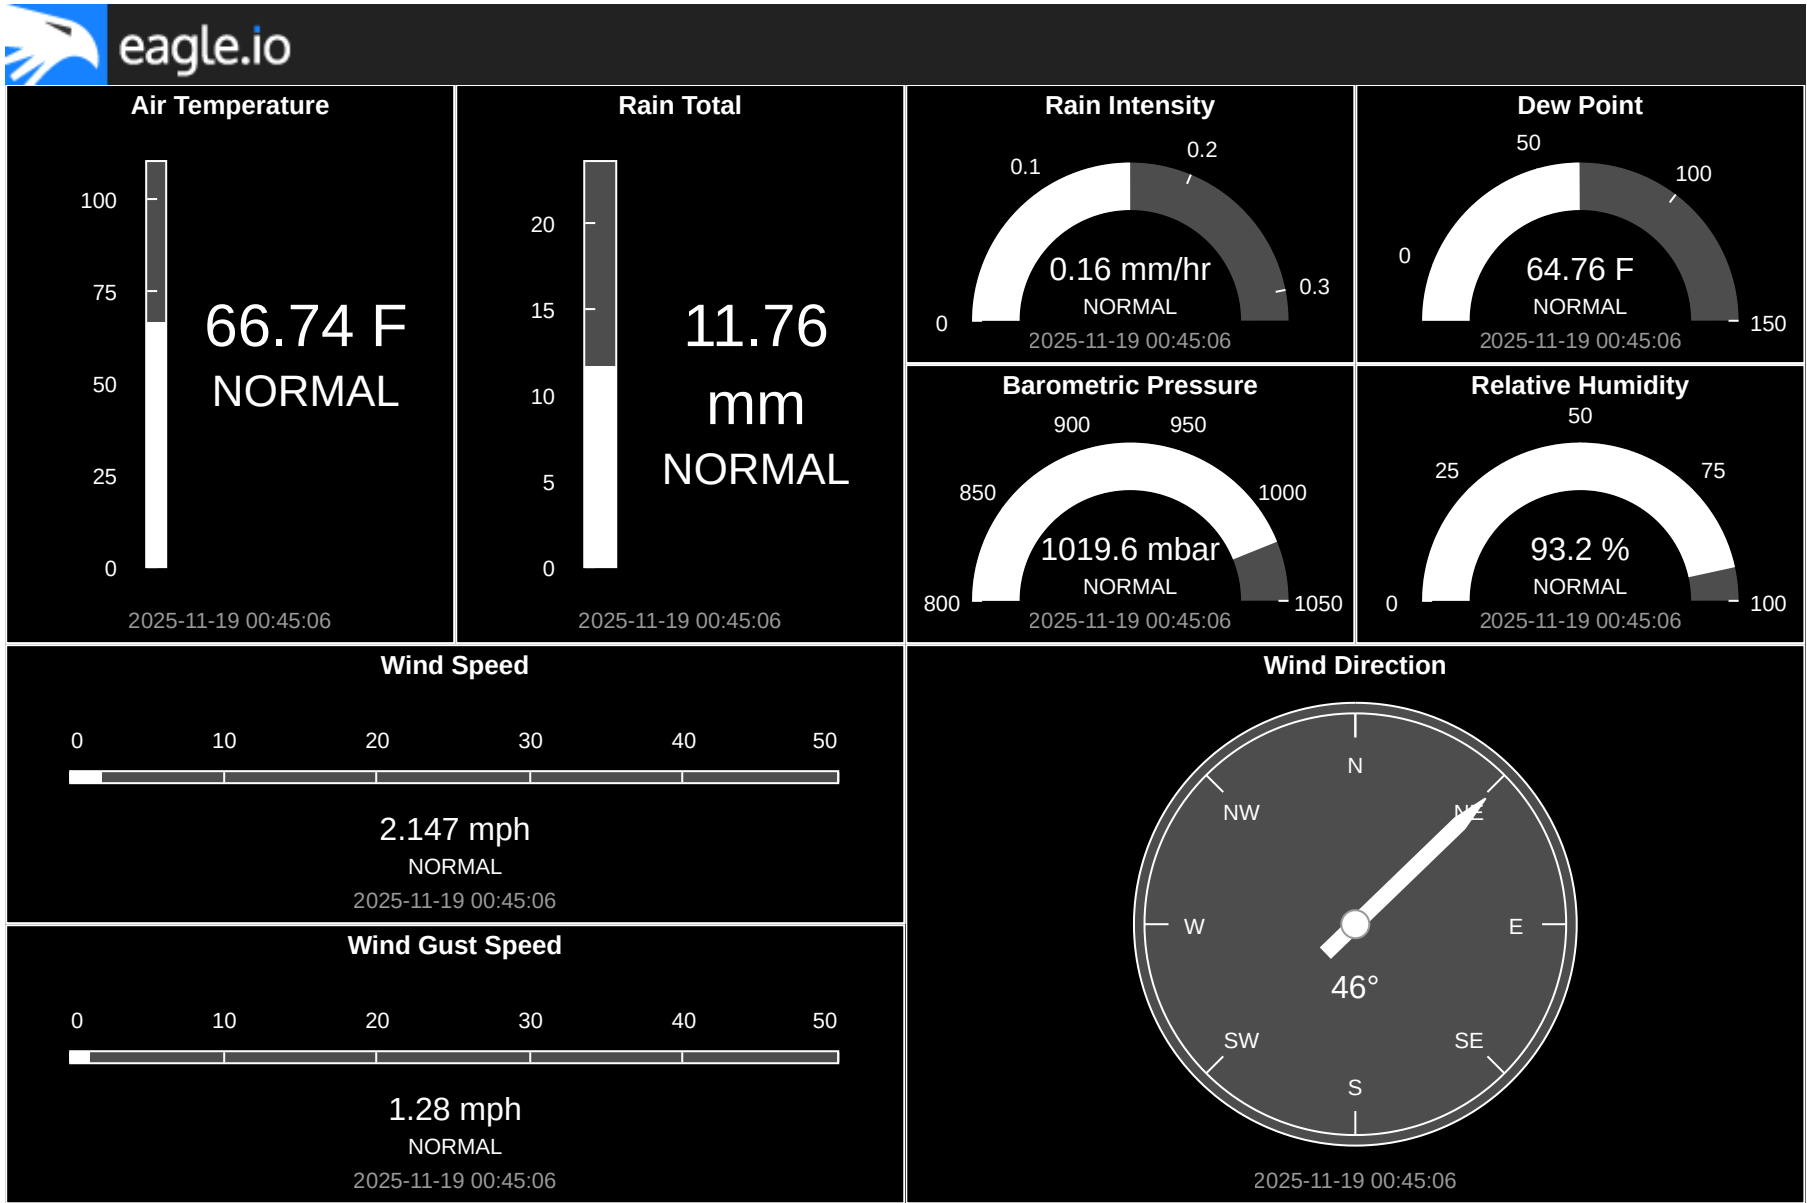 eagle.io
Air Temperature
100
75
50
25
0
66.74 F
NORMAL
2025-11-19 00:45:06
Rain Total
20
15
10
5
0
11.76
mm
NORMAL
2025-11-19 00:45:06
Rain Intensity
0
0.1
0.2
0.3
0.16 mm/hr
NORMAL
2025-11-19 00:45:06
Dew Point
0
50
100
150
64.76 F
NORMAL
2025-11-19 00:45:06
Barometric Pressure
800
850
900
950
1000
1050
1019.6 mbar
NORMAL
2025-11-19 00:45:06
Relative Humidity
0
25
50
75
100
93.2 %
NORMAL
2025-11-19 00:45:06
Wind Speed
0 10 20 30 40 50
2.147 mph
NORMAL
2025-11-19 00:45:06
Wind Gust Speed
0 10 20 30 40 50
1.28 mph
NORMAL
2025-11-19 00:45:06
Wind Direction
N
NW NE
W E
46°
SW SE
S
2025-11-19 00:45:06